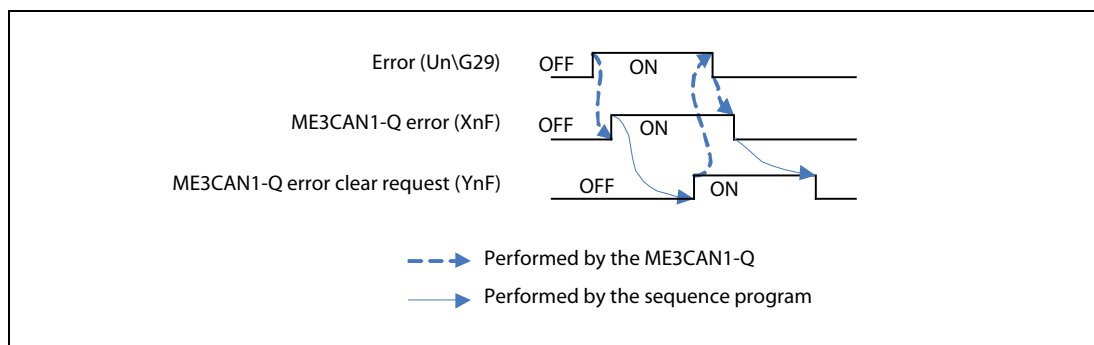 Error (Un\G29) OFF ON
ME3CAN1-Q error (XnF) OFF ON
ME3CAN1-Q error clear request (YnF) OFF ON
Performed by the ME3CAN1-Q
Performed by the sequence program